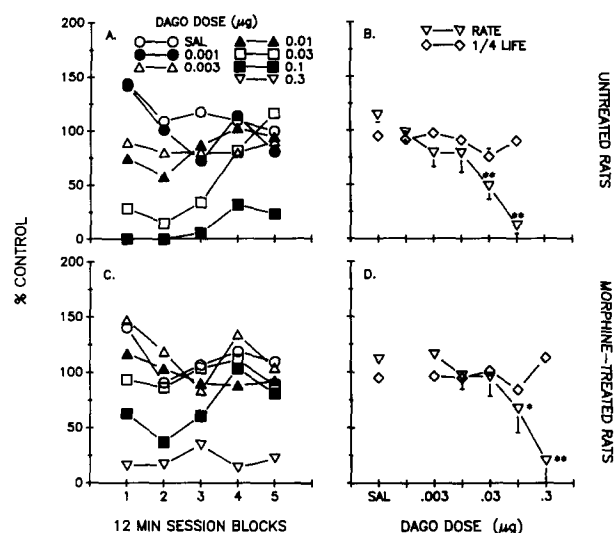 DAGO DOSE (µg)
A.
SAL
0.001
0.003
0.01
0.03
0.1
0.3
200
150
100
50
0
B.
RATE
1/4 LIFE
**
**
UNTREATED RATS
% CONTROL
C.
200
150
100
50
0
1 2 3 4 5
12 MIN SESSION BLOCKS
D.
*
**
SAL .003 .03 .3
DAGO DOSE (µg)
MORPHINE-TREATED RATS